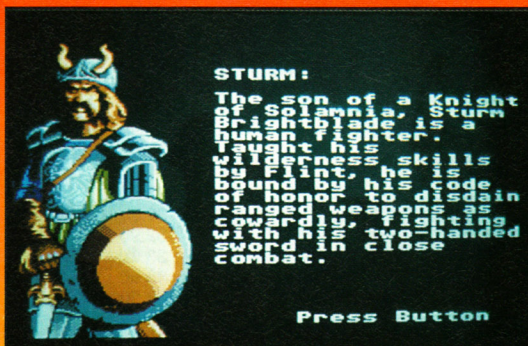 STURM:
The son of a Knight
of Solamnia, Sturm
Brightblade is a
human fighter.
Taught his
wilderness skills
by Flint, he is
bound by his code
of honor to disdain
ranged weapons as
cowardly, fighting
with his two-handed
sword in close
combat.
Press Button